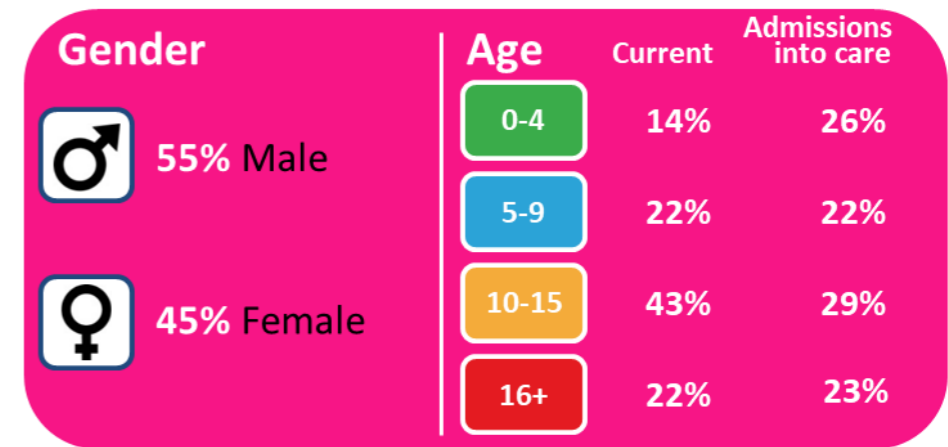 Gender
55% Male
45% Female
Age Current Admissions
into care
0-4 14% 26%
5-9 22% 22%
10-15 43% 29%
16+ 22% 23%